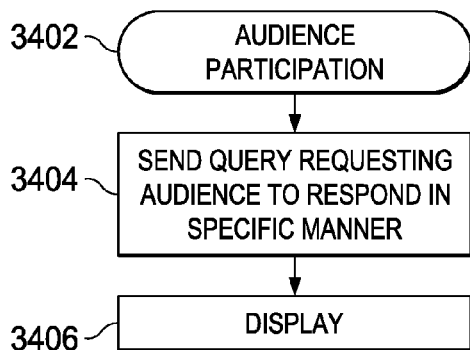 3402
AUDIENCE
PARTICIPATION
3404
SEND QUERY REQUESTING
AUDIENCE TO RESPOND IN
SPECIFIC MANNER
3406
DISPLAY